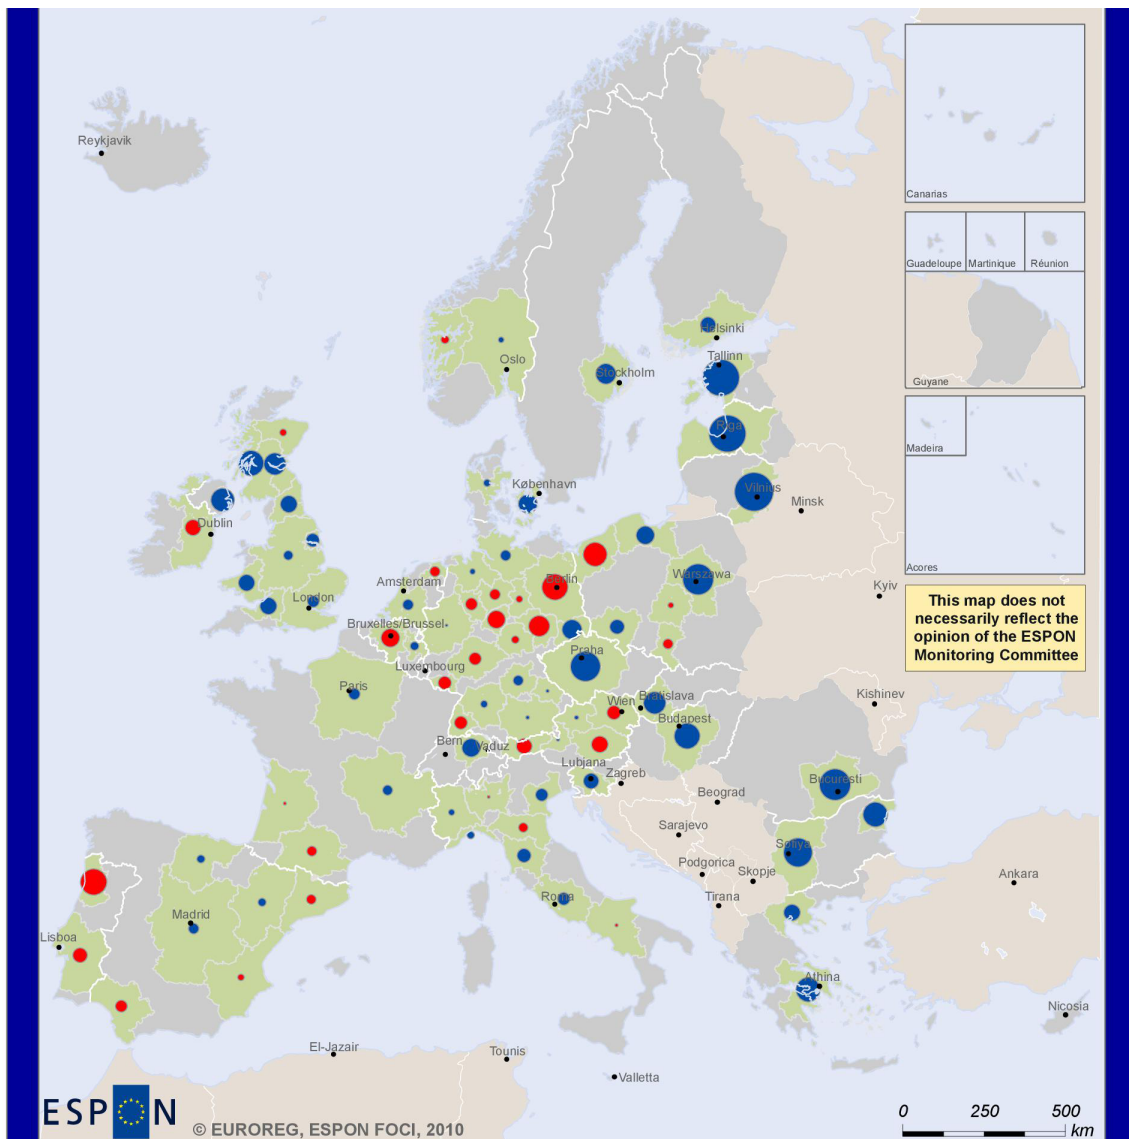 Reykjavik
Canarias
Guadeloupe
Martinique
Réunion
Helsinki
Tallinn
Oslo
Stockholm
Guyane
Riga
Madeira
København
Vilnius
Minsk
Dublin
Acores
Amsterdam
Berlin
Warszawa
Kyiv
London
This map does not
necessarily reflect the
opinion of the ESPON
Monitoring Committee
Bruxelles/Brussel
Praha
Luxembourg
Paris
Kishinev
Wien
Bratislava
Budapest
Bern
Vaduz
Lubjana
Zagreb
Bucuresti
Beograd
Sarajevo
Sofiya
Podgorica
Skopje
Ankara
Roma
Tirana
Madrid
Lisboa
Athina
Nicosia
El-Jazair
Tounis
Valletta
ESPON
© EUROREG, ESPON FOCI, 2010
0 250 500
km